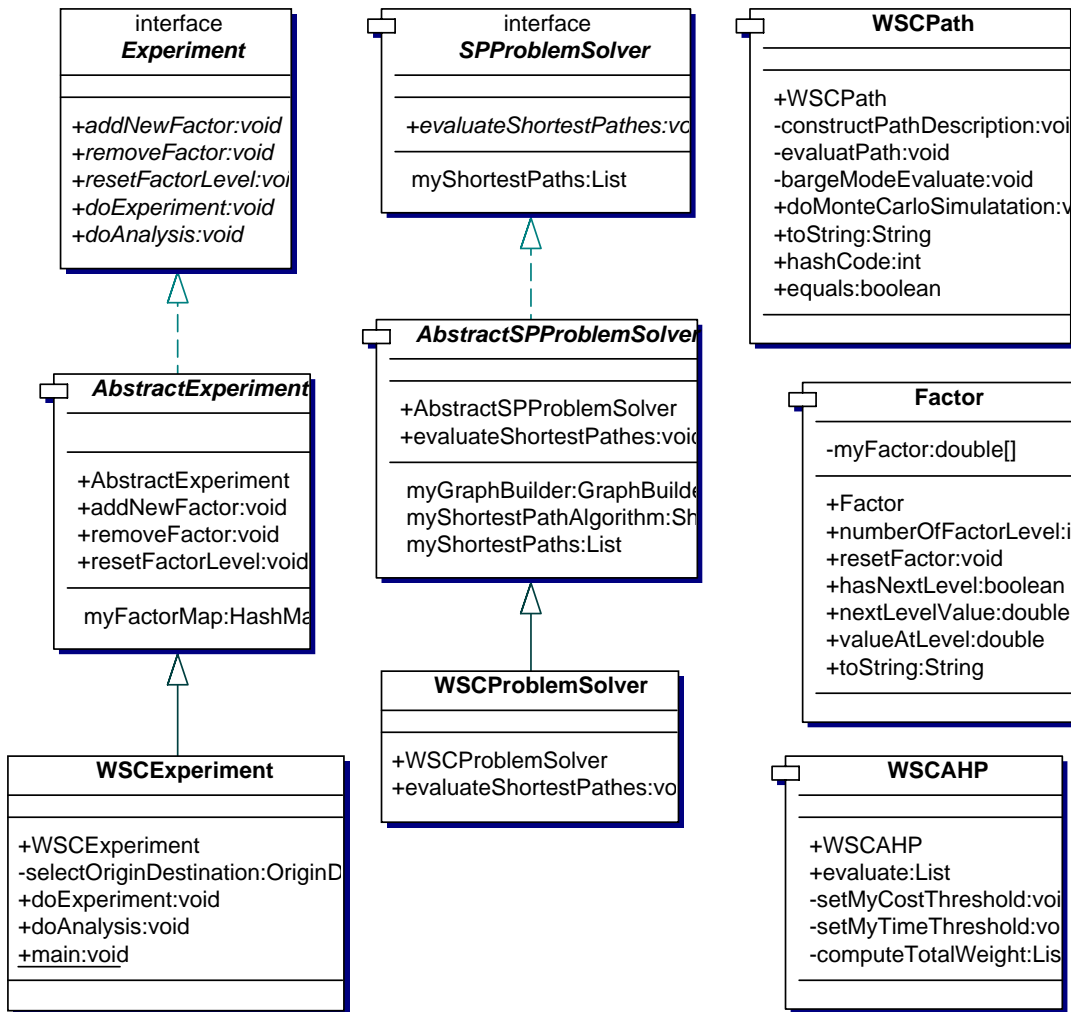 interface
Experiment
+addNewFactor:void
+removeFactor:void
+resetFactorLevel:voi
+doExperiment:void
+doAnalysis:void
interface
SPProblemSolver
+evaluateShortestPathes:vo
myShortestPaths:List
WSCPath
+WSCPath
-constructPathDescription:voi
-evaluatPath:void
-bargeModeEvaluate:void
+doMonteCarloSimulatation:v
+toString:String
+hashCode:int
+equals:boolean
AbstractExperiment
+AbstractExperiment
+addNewFactor:void
+removeFactor:void
+resetFactorLevel:void
myFactorMap:HashMa
AbstractSPProblemSolver
+AbstractSPProblemSolver
+evaluateShortestPathes:void
myGraphBuilder:GraphBuilde
myShortestPathAlgorithm:Sh
myShortestPaths:List
Factor
-myFactor:double[]
+Factor
+numberOfFactorLevel:i
+resetFactor:void
+hasNextLevel:boolean
+nextLevelValue:double
+valueAtLevel:double
+toString:String
WSCExperiment
+WSCExperiment
-selectOriginDestination:OriginD
+doExperiment:void
+doAnalysis:void
+main:void
WSCProblemSolver
+WSCProblemSolver
+evaluateShortestPathes:vo
WSCAHP
+WSCAHP
+evaluate:List
-setMyCostThreshold:voi
-setMyTimeThreshold:vo
-computeTotalWeight:Lis